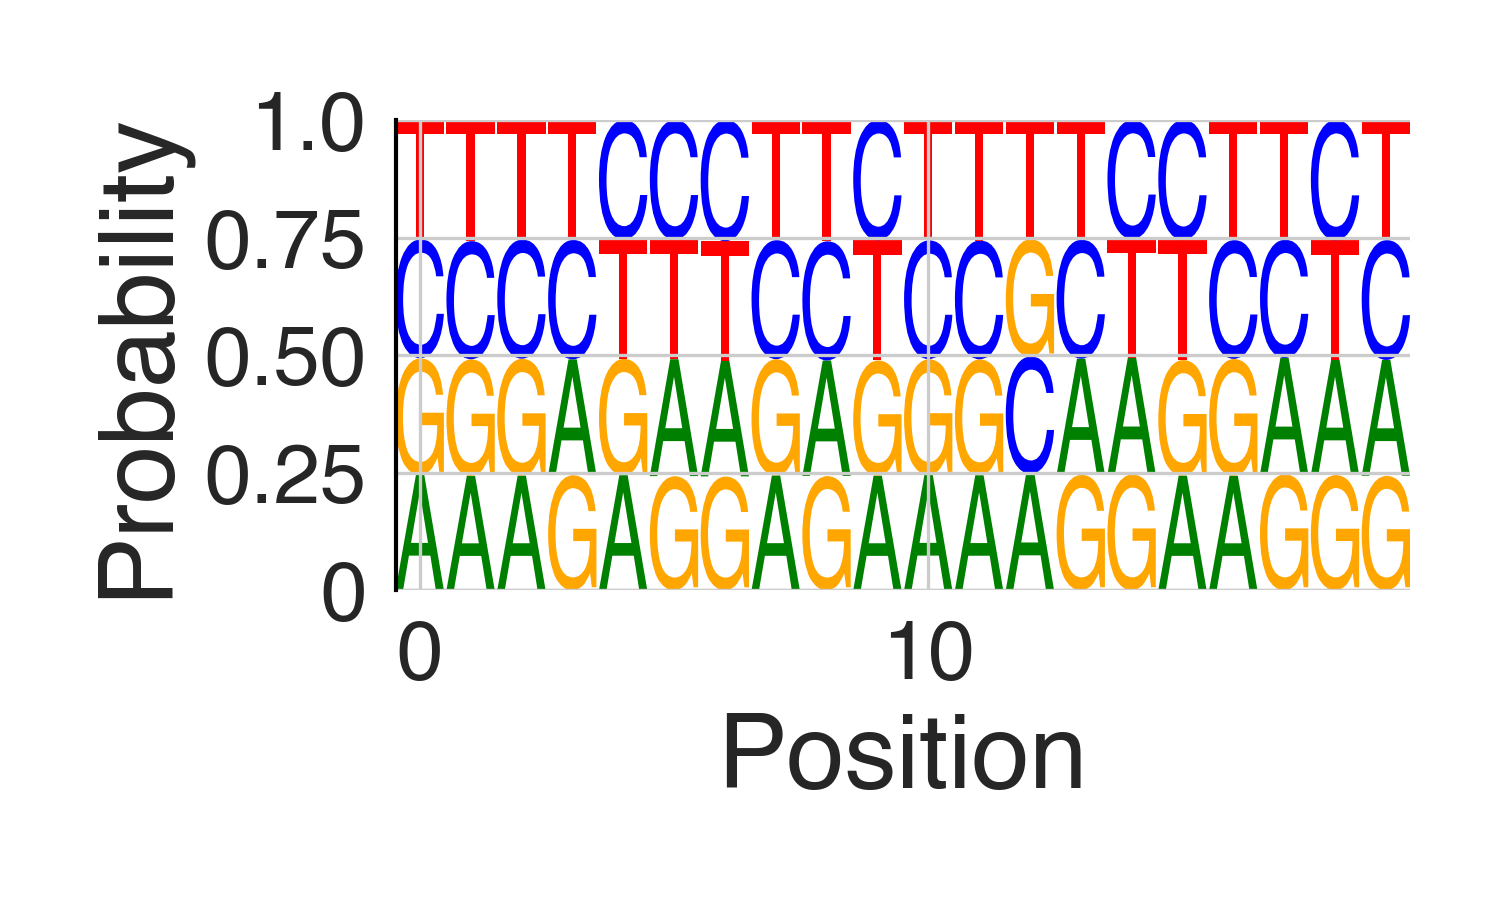 1.0
TTTTCCCTTCTTTTCCTTCT
0.75
CCCCTTTCCTCCGCTTCCTC
0.50
GGGAGAAGAGGGCAAGGAAA
0.25
AAAGAGGAGAAAAGGAAGGG
0
0 10
Position
Probability